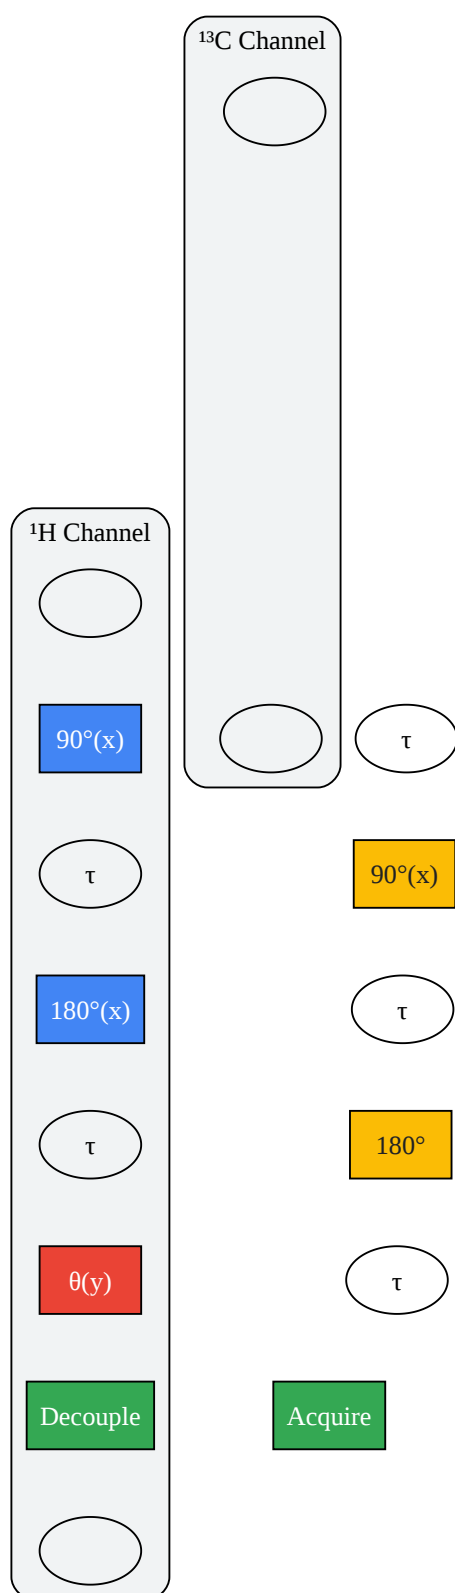 ¹³C Channel
¹H Channel
90°(x)
τ
τ
90°(x)
180°(x)
τ
τ
180°
θ(y)
τ
Decouple
Acquire